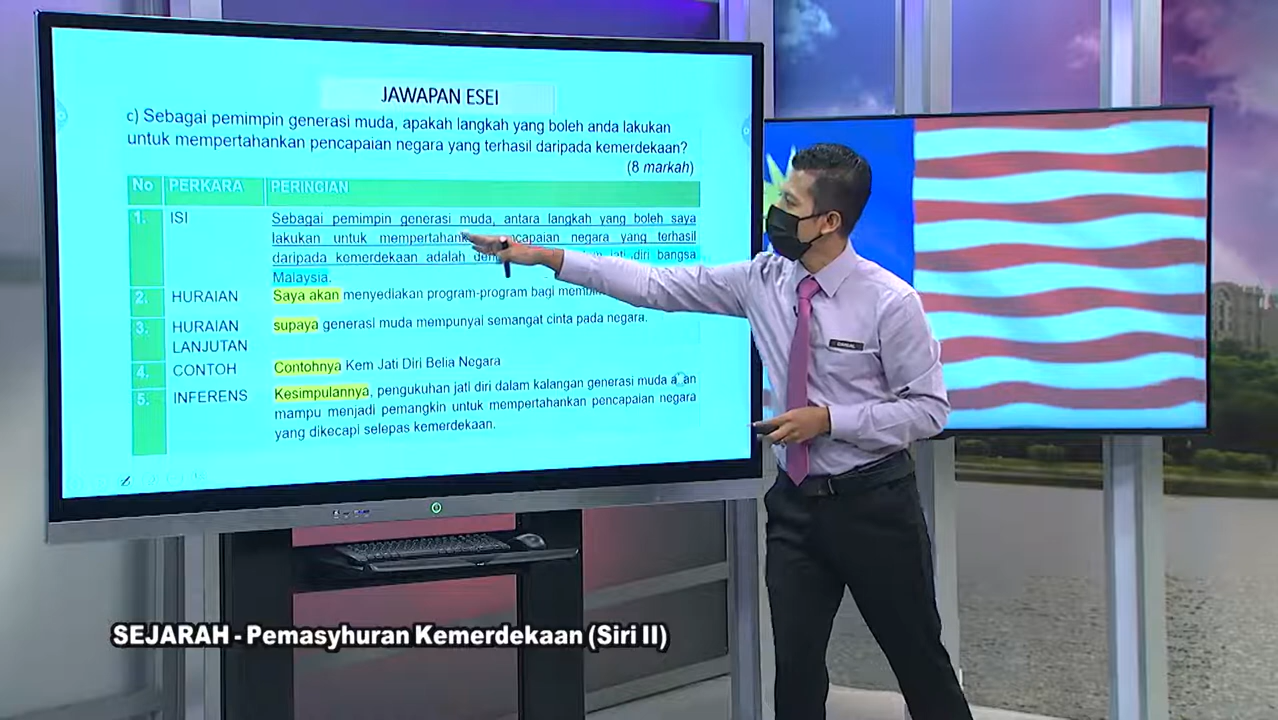 JAWAPAN ESEI
c) Sebagai pemimpin generasi muda, apakah langkah yang boleh anda lakukan
untuk mempertahankan pencapaian negara yang terhasil daripada kemerdekaan?
(8 markah)
No PERKARA PERINCIAN
1. ISI Sebagai pemimpin generasi muda, antara langkah yang boleh saya
lakukan untuk negara yang terhasil
daripada kemerdekaan adalah jati diri bangsa
Malaysia.
2. HURAIAN Saya akan menyediakan program-program bagi
3. HURAIAN supaya generasi muda mempunyai semangat cinta pada negara.
LANJUTAN
4. CONTOH Contohnya Kem Jati Diri Belia Negara
5. INFERENS Kesimpulannya, pengukuhan jati diri dalam kalangan generasi muda akan
mampu menjadi pemangkin untuk mempertahankan pencapaian negara
yang dikecapi selepas kemerdekaan.
SEJARAH - Pemasyhuran Kemerdekaan (Siri II)